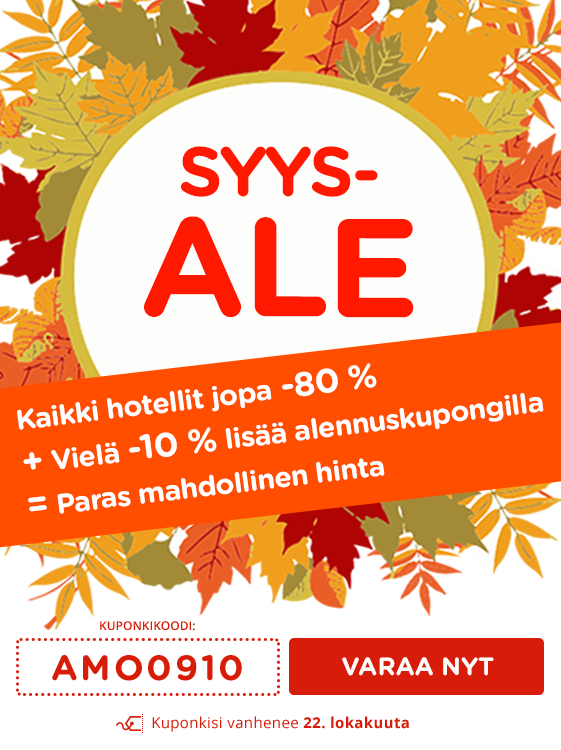 SYYS-
ALE
Kaikki hotellit jopa -80 %
+ Vielä -10 % lisää alennuskupongilla
= Paras mahdollinen hinta
KUPONKIKOODI:
AMO0910
VARAA NYT
Kuponkisi vanhenee 22. lokakuuta